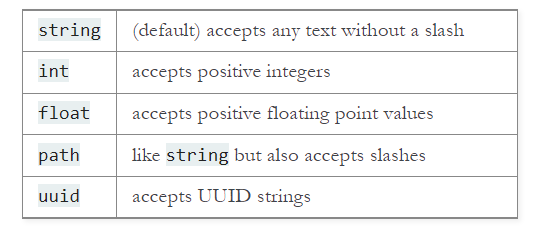 string (default) accepts any text without a slash
int accepts positive integers
float accepts positive floating point values
path like string but also accepts slashes
uuid accepts UUID strings